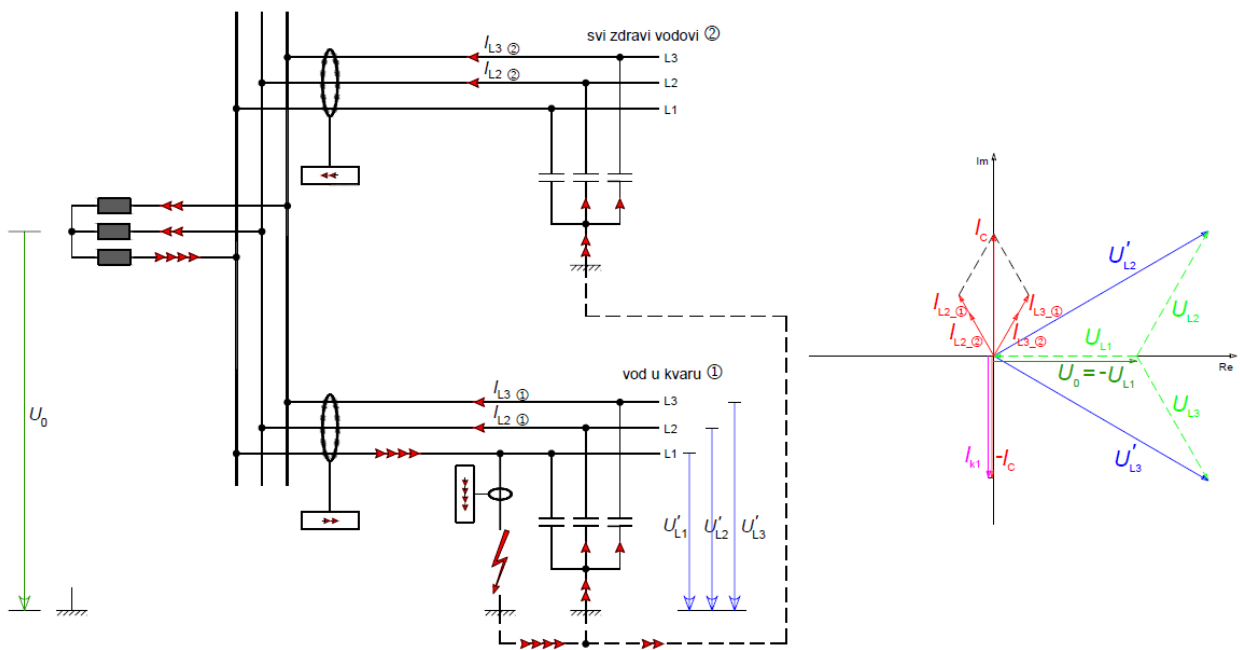 svi zdravi vodovi ②
I_L3 ②
L3
I_L2 ②
L2
L1
U_0
vod u kvaru ①
I_L3 ①
L3
I_L2 ①
L2
L1
U'_L1
U'_L2
U'_L3
Im
I_C
U'_L2
I_L2_①
I_L3_①
I_L2_②
I_L3_②
U_L2
U_L1
Re
U_0 = -U_L1
U_L3
I_k1
-I_C
U'_L3